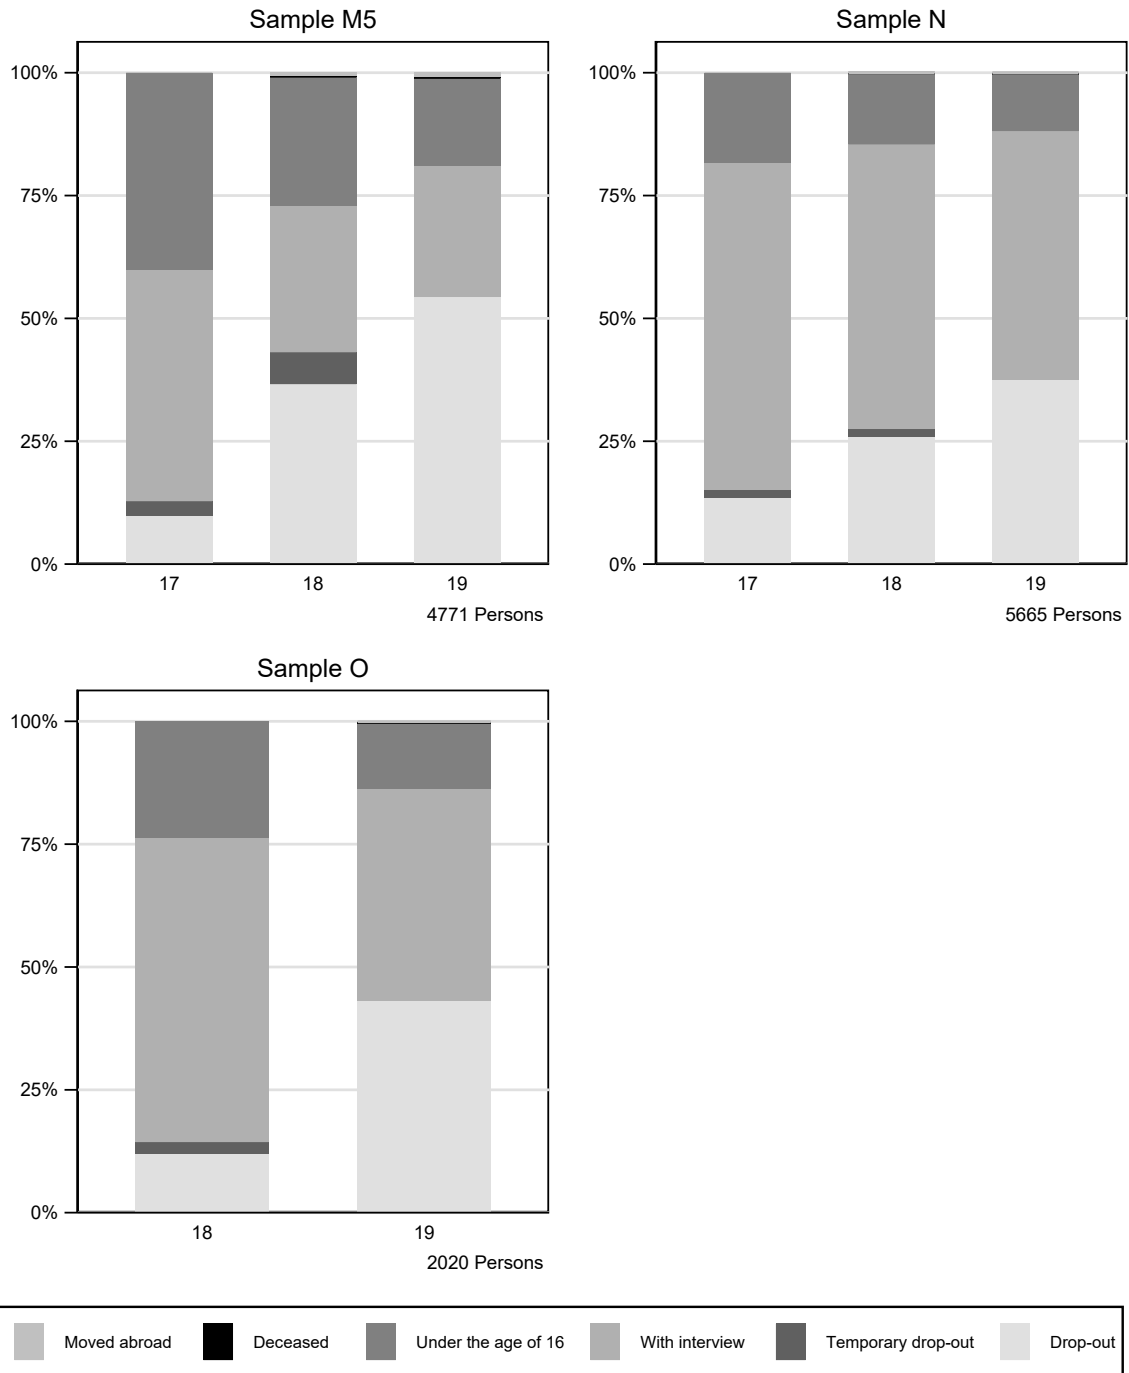 Sample M5
100%
75%
50%
25%
0%
17 18 19
4771 Persons
Sample N
100%
75%
50%
25%
0%
17 18 19
5665 Persons
Sample O
100%
75%
50%
25%
0%
18 19
2020 Persons
Moved abroad Deceased Under the age of 16 With interview Temporary drop-out Drop-out